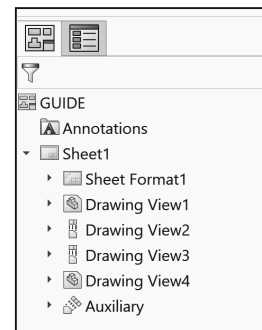 GUIDE
Annotations
Sheet1
Sheet Format1
Drawing View1
Drawing View2
Drawing View3
Drawing View4
Auxiliary